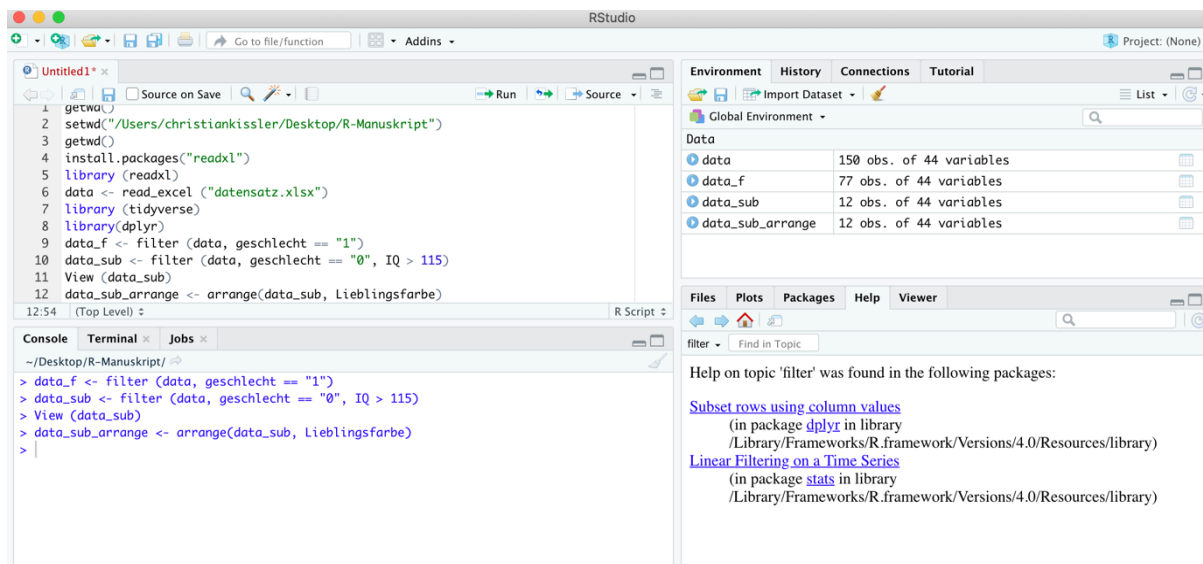 RStudio
Go to file/function
Addins
Project: (None)
Untitled1*
Source on Save
Run
Source
1 getwd()
2 setwd("/Users/christiankissler/Desktop/R-Manuskript")
3 getwd()
4 install.packages("readxl")
5 library (readxl)
6 data <- read_excel ("datensatz.xlsx")
7 library (tidyverse)
8 library(dplyr)
9 data_f <- filter (data, geschlecht == "1")
10 data_sub <- filter (data, geschlecht == "0", IQ > 115)
11 View (data_sub)
12 data_sub_arrange <- arrange(data_sub, Lieblingsfarbe)
12:54 (Top Level) R Script
Console Terminal Jobs
~/Desktop/R-Manuskript/
> data_f <- filter (data, geschlecht == "1")
> data_sub <- filter (data, geschlecht == "0", IQ > 115)
> View (data_sub)
> data_sub_arrange <- arrange(data_sub, Lieblingsfarbe)
>
Environment History Connections Tutorial
Import Dataset List
Global Environment
Data
data 150 obs. of 44 variables
data_f 77 obs. of 44 variables
data_sub 12 obs. of 44 variables
data_sub_arrange 12 obs. of 44 variables
Files Plots Packages Help Viewer
filter Find in Topic
Help on topic 'filter' was found in the following packages:
Subset rows using column values
(in package dplyr in library
/Library/Frameworks/R.framework/Versions/4.0/Resources/library)
Linear Filtering on a Time Series
(in package stats in library
/Library/Frameworks/R.framework/Versions/4.0/Resources/library)